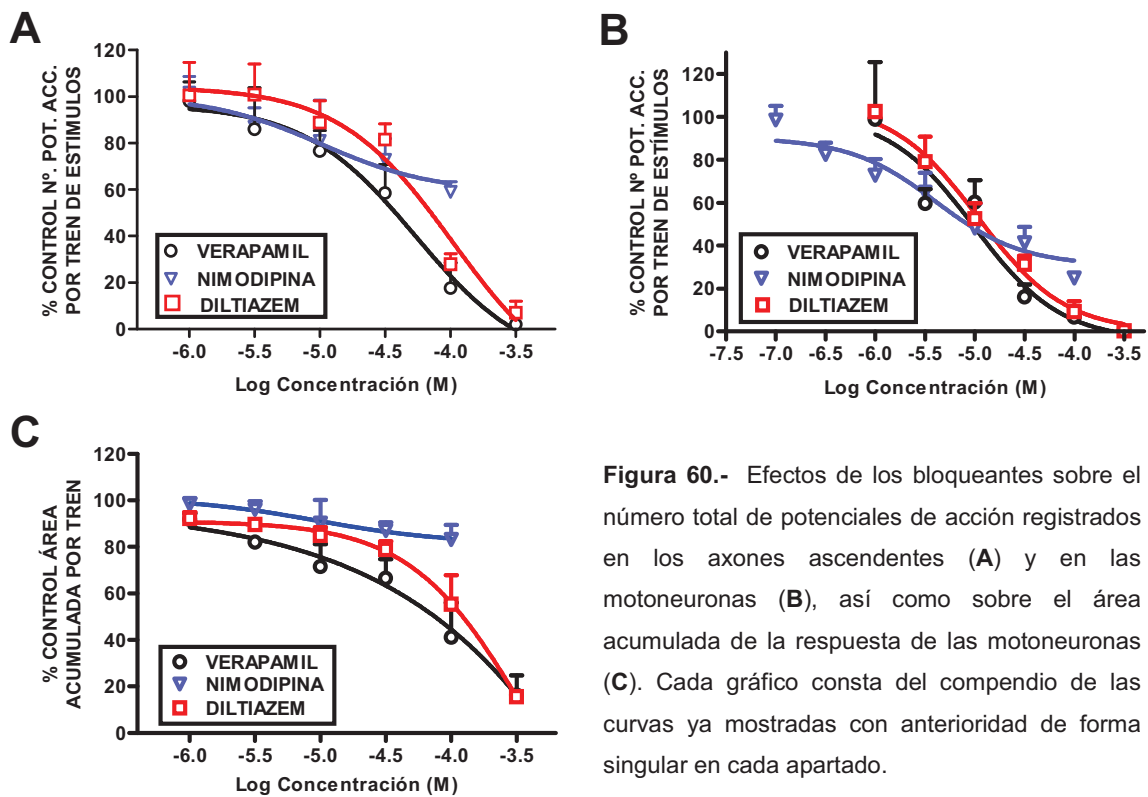 A
% CONTROL Nº. POT. ACC.
POR TREN DE ESTIMULOS
120
100
80
60
40
20
0
VERAPAMIL
NIMODIPINA
DILTIAZEM
-6.0 -5.5 -5.0 -4.5 -4.0 -3.5
Log Concentración (M)
B
% CONTROL Nº POT. ACC.
POR TREN DE ESTÍMULOS
120
100
80
60
40
20
0
VERAPAMIL
NIMODIPINA
DILTIAZEM
-7.5 -7.0 -6.5 -6.0 -5.5 -5.0 -4.5 -4.0 -3.5
Log Concentración (M)
C
% CONTROL ÁREA
ACUMULADA POR TREN
120
100
80
60
40
20
0
VERAPAMIL
NIMODIPINA
DILTIAZEM
-6.0 -5.5 -5.0 -4.5 -4.0 -3.5
Log Concentración (M)
Figura 60.- Efectos de los bloqueantes sobre el
número total de potenciales de acción registrados
en los axones ascendentes (A) y en las
motoneuronas (B), así como sobre el área
acumulada de la respuesta de las motoneuronas
(C). Cada gráfico consta del compendio de las
curvas ya mostradas con anterioridad de forma
singular en cada apartado.